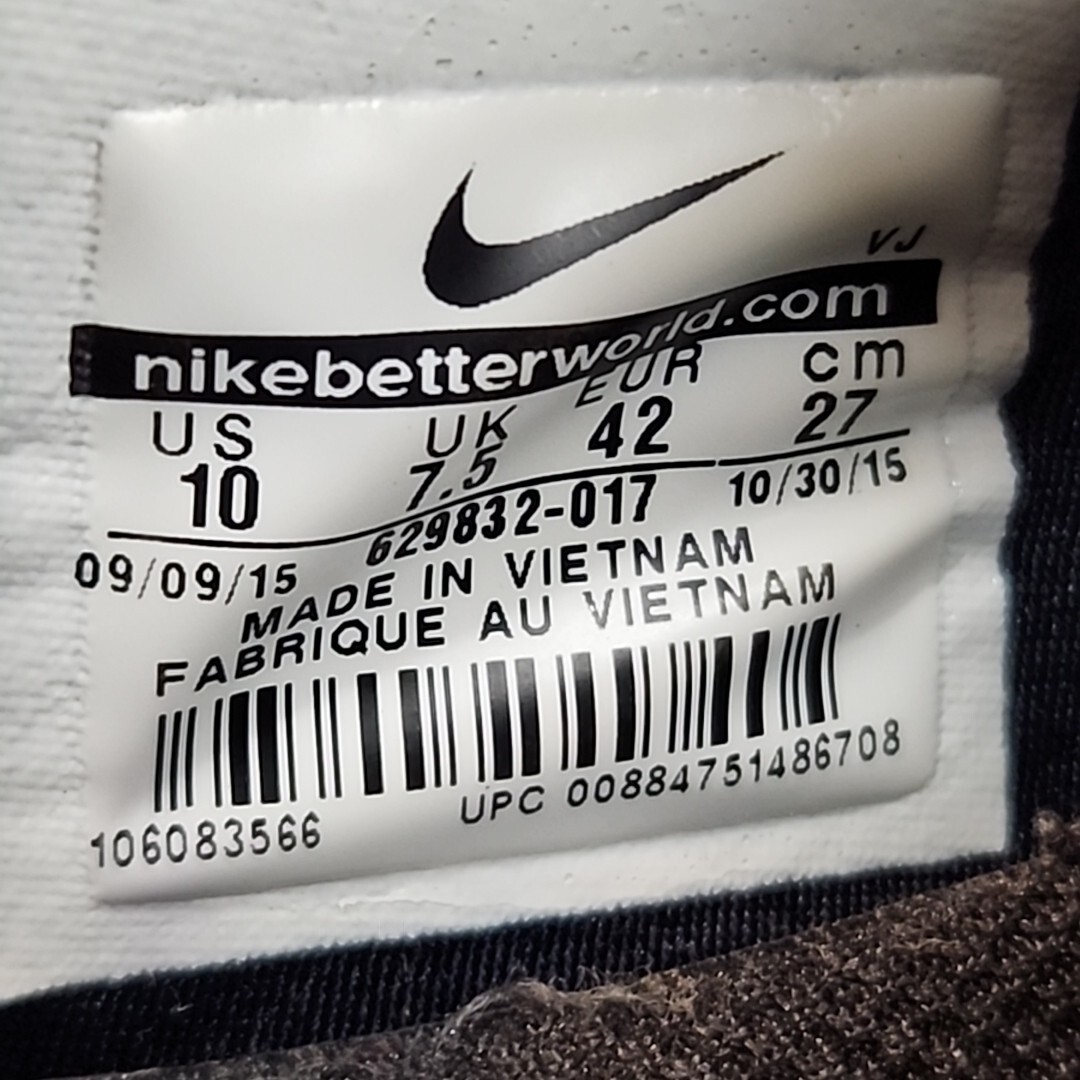 VJ
nikebetterworld.com
US UK EUR cm
10 7.5 42 27
09/09/15 629832-017 10/30/15
MADE IN VIETNAM
FABRIQUE AU VIETNAM
106083566 UPC 00884751486708